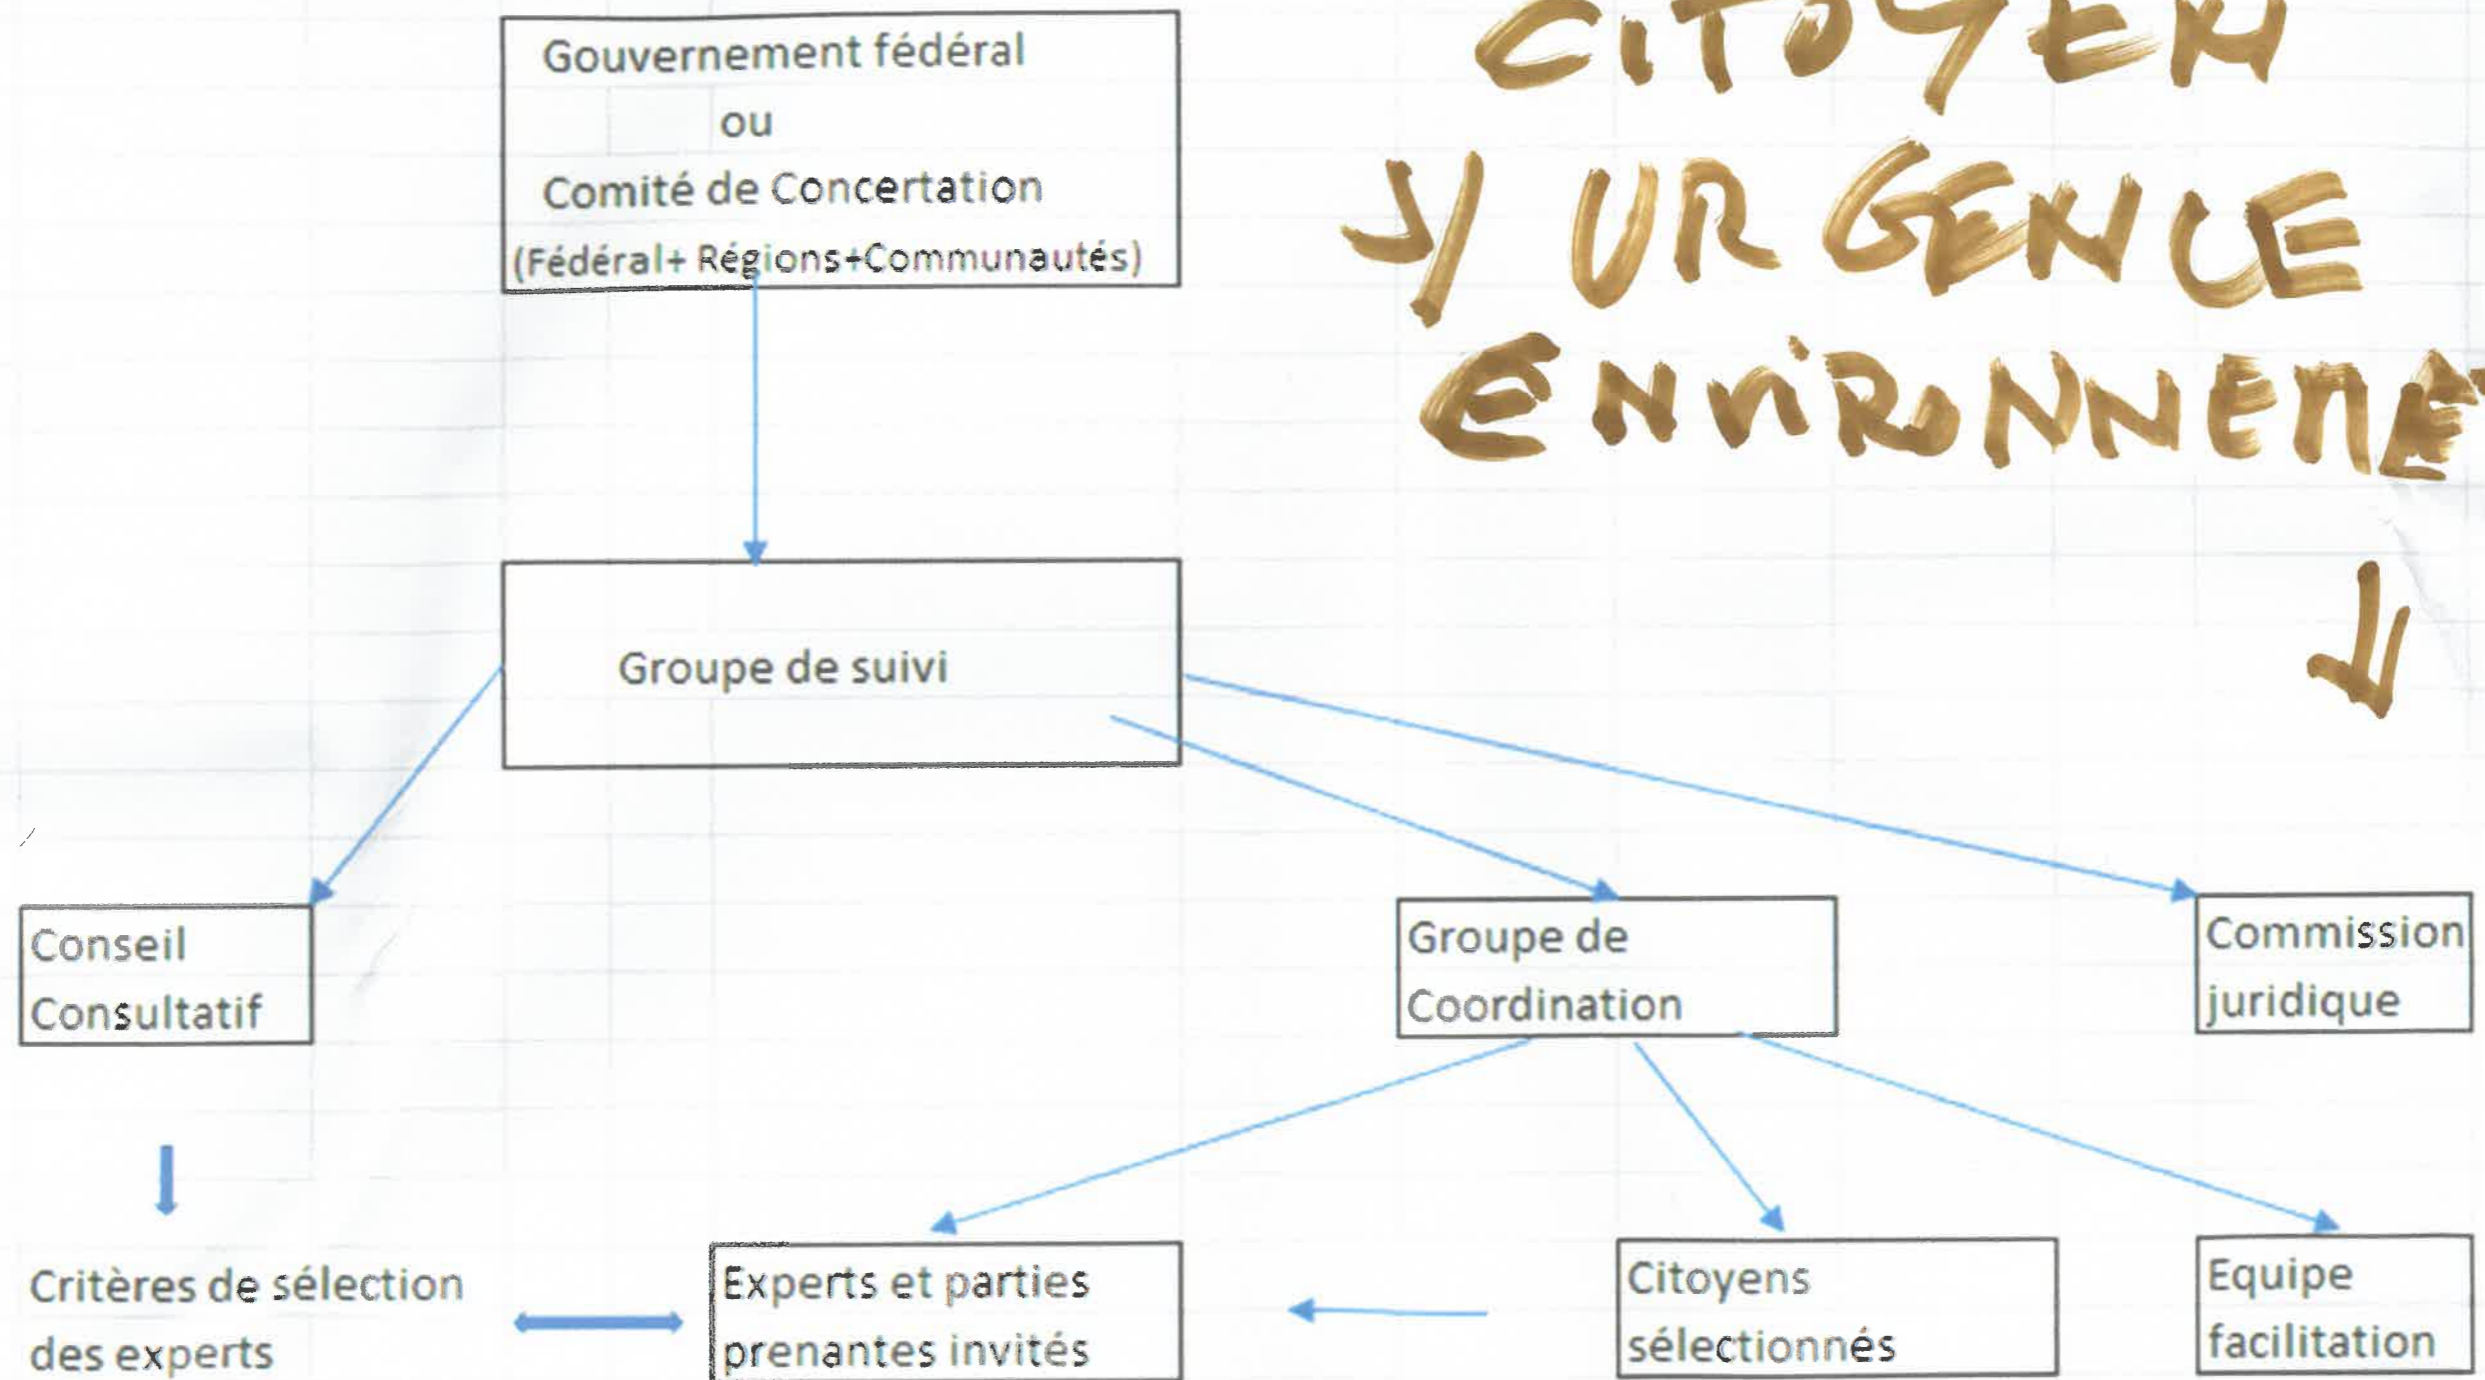 Gouvernement fédéral
ou
Comité de Concertation
(Fédéral+ Régions+Communautés)
CITOYEN
S/ URGENCE
ENVIRONNEME
Groupe de suivi
Conseil
Consultatif
Groupe de
Coordination
Commission
juridique
Critères de sélection
des experts
Experts et parties
prenantes invités
Citoyens
sélectionnés
Equipe
facilitation